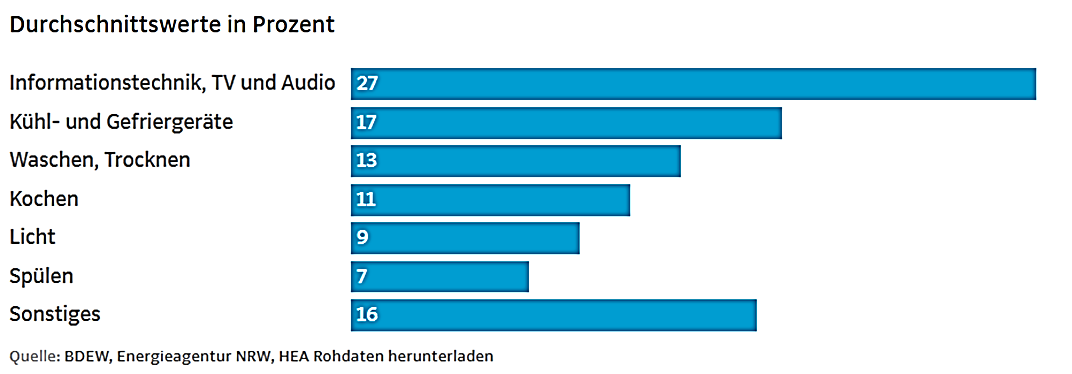 Durchschnittswerte in Prozent
Informationstechnik, TV und Audio 27
Kühl- und Gefriergeräte 17
Waschen, Trocknen 13
Kochen 11
Licht 9
Spülen 7
Sonstiges 16
Quelle: BDEW, Energieagentur NRW, HEA Rohdaten herunterladen